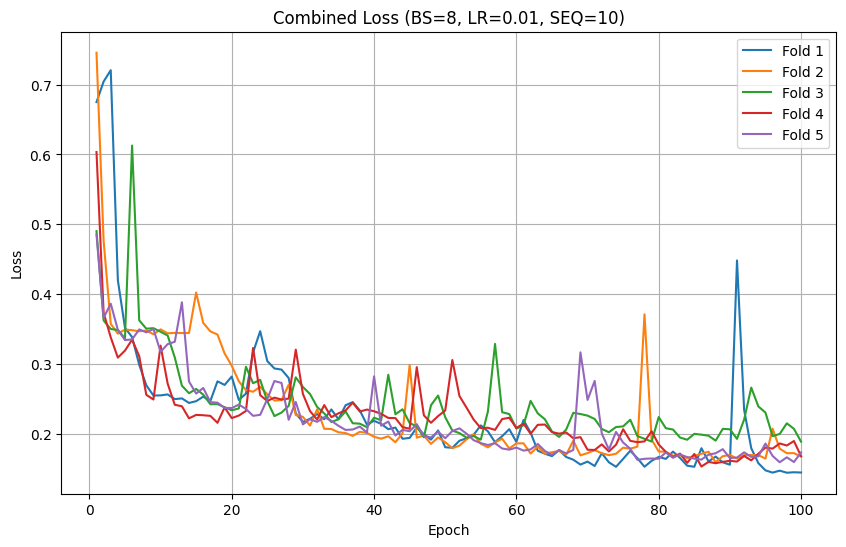 Combined Loss (BS=8, LR=0.01, SEQ=10)
Fold 1
Fold 2
Fold 3
Fold 4
Fold 5
Loss
0.7
0.6
0.5
0.4
0.3
0.2
0 20 40 60 80 100
Epoch